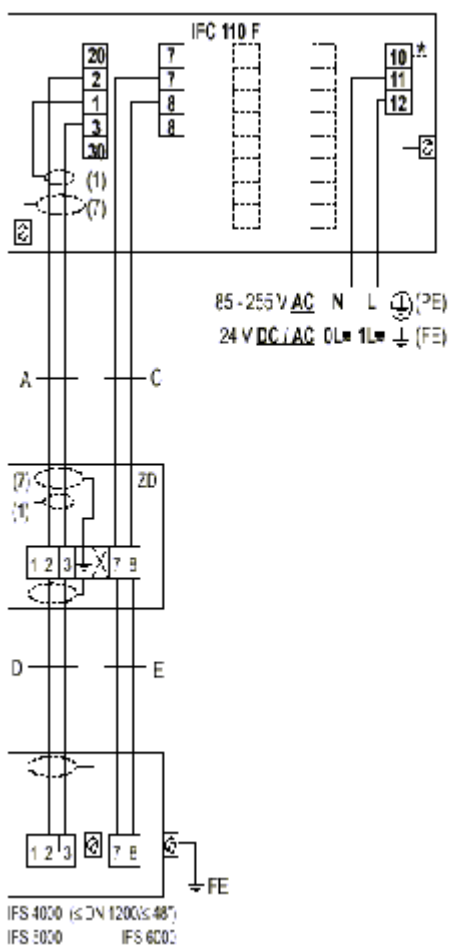 IFC 110 F
20 7 10 *
2 7 11
1 8 12
3 8
30
(1)
(7)
85 - 255 V AC N L (PE)
24 V DC / AC 0L 1L (FE)
A C
(7) ZD
(1)
1 2 3 7 8
D E
1 2 3 7 8
FE
IFS 4000 (≤ DN 1200/≤ 48")
IFS 5000 IFS 6000